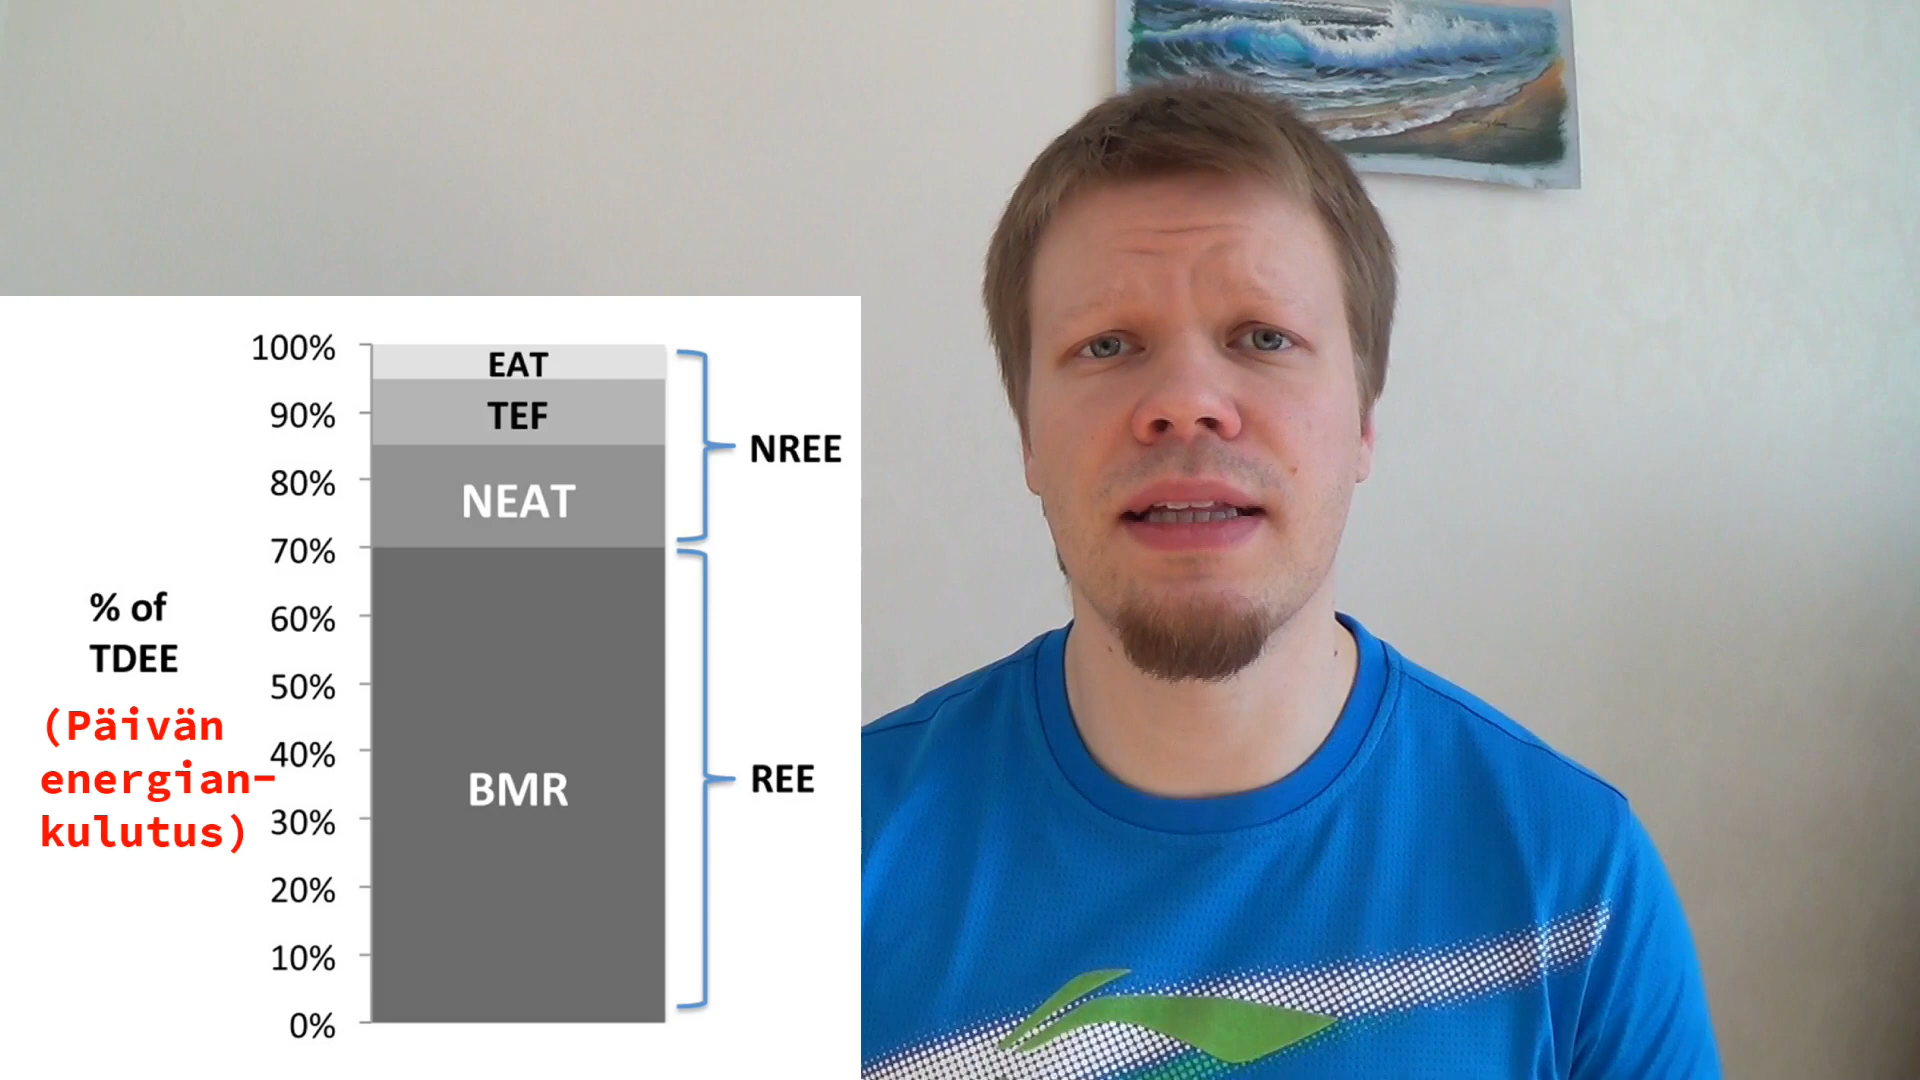 100%
90%
80%
70%
60%
50%
40%
30%
20%
10%
0%
EAT
TEF
NEAT
BMR
NREE
REE
% of
TDEE
(Päivän
energian-
kulutus)